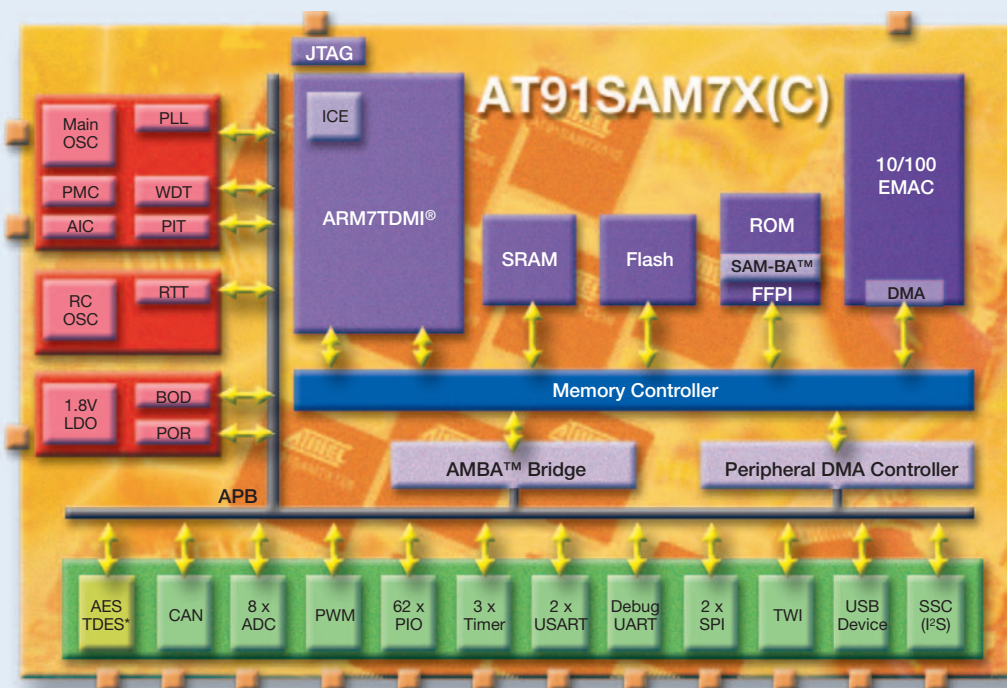 JTAG
AT91SAM7X(C)
ICE
ARM7TDMI®
Main
OSC
PLL
PMC
WDT
AIC
PIT
RC
OSC
RTT
1.8V
LDO
BOD
POR
SRAM
Flash
ROM
SAM-BA™
FFPI
10/100
EMAC
DMA
Memory Controller
AMBA™ Bridge
Peripheral DMA Controller
APB
AES
TDES*
CAN
8 x
ADC
PWM
62 x
PIO
3 x
Timer
2 x
USART
Debug
UART
2 x
SPI
TWI
USB
Device
SSC
(I²S)
ATMEL
ATMEL